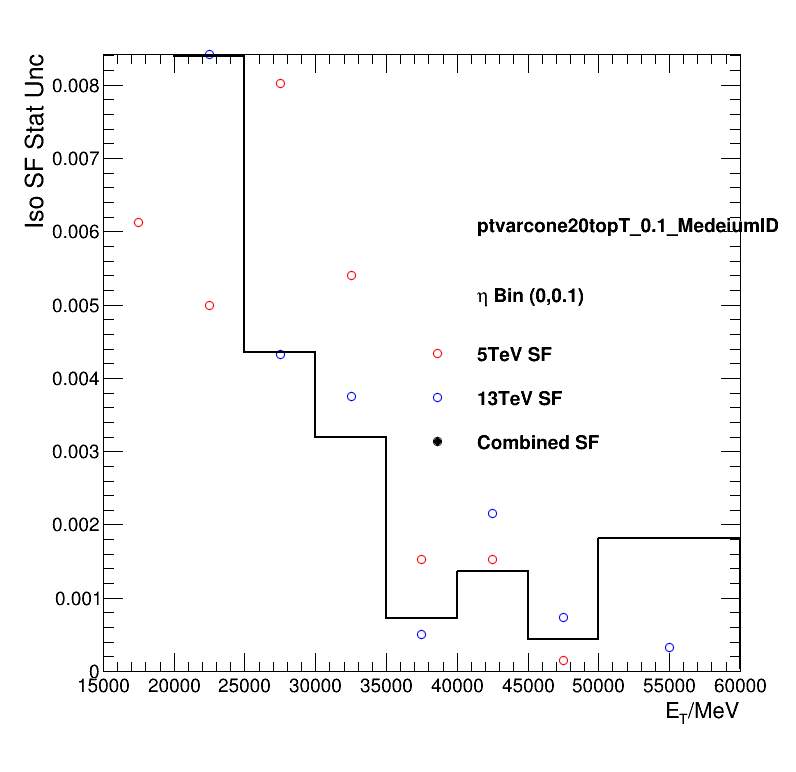 Iso SF Stat Unc
0.008
0.007
0.006
0.005
0.004
0.003
0.002
0.001
0
ptvarcone20topT_0.1_MedeiumID
η Bin (0,0.1)
5TeV SF
13TeV SF
Combined SF
15000 20000 25000 30000 35000 40000 45000 50000 55000 60000
E_T/MeV